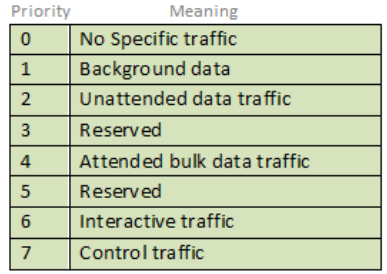 Priority Meaning
0 No Specific traffic
1 Background data
2 Unattended data traffic
3 Reserved
4 Attended bulk data traffic
5 Reserved
6 Interactive traffic
7 Control traffic